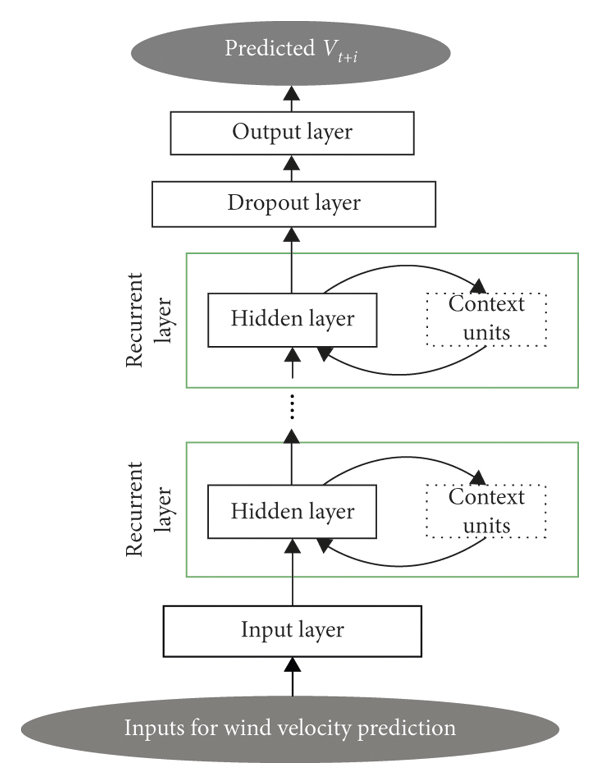 Predicted V_{t+i}
Output layer
Dropout layer
Recurrent
layer
Hidden layer
Context
units
Recurrent
layer
Hidden layer
Context
units
Input layer
Inputs for wind velocity prediction